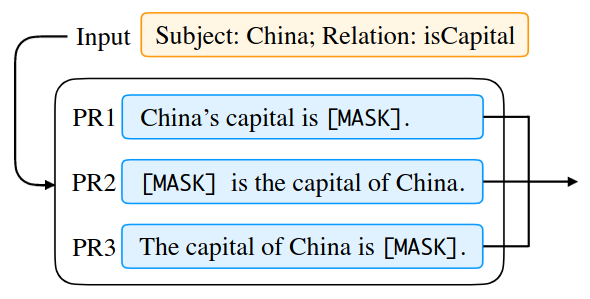 Input Subject: China; Relation: isCapital
PR1 China’s capital is [MASK].
PR2 [MASK] is the capital of China.
PR3 The capital of China is [MASK].